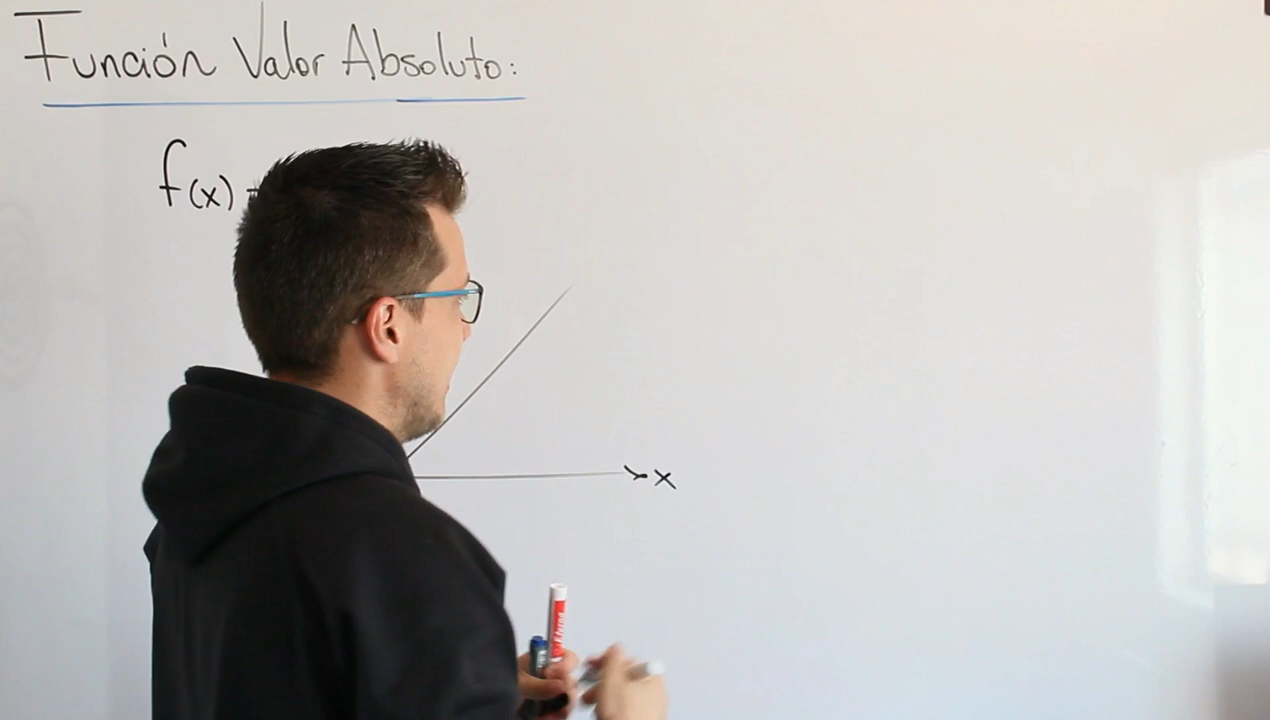 Función Valor Absoluto:
f(x) =
x